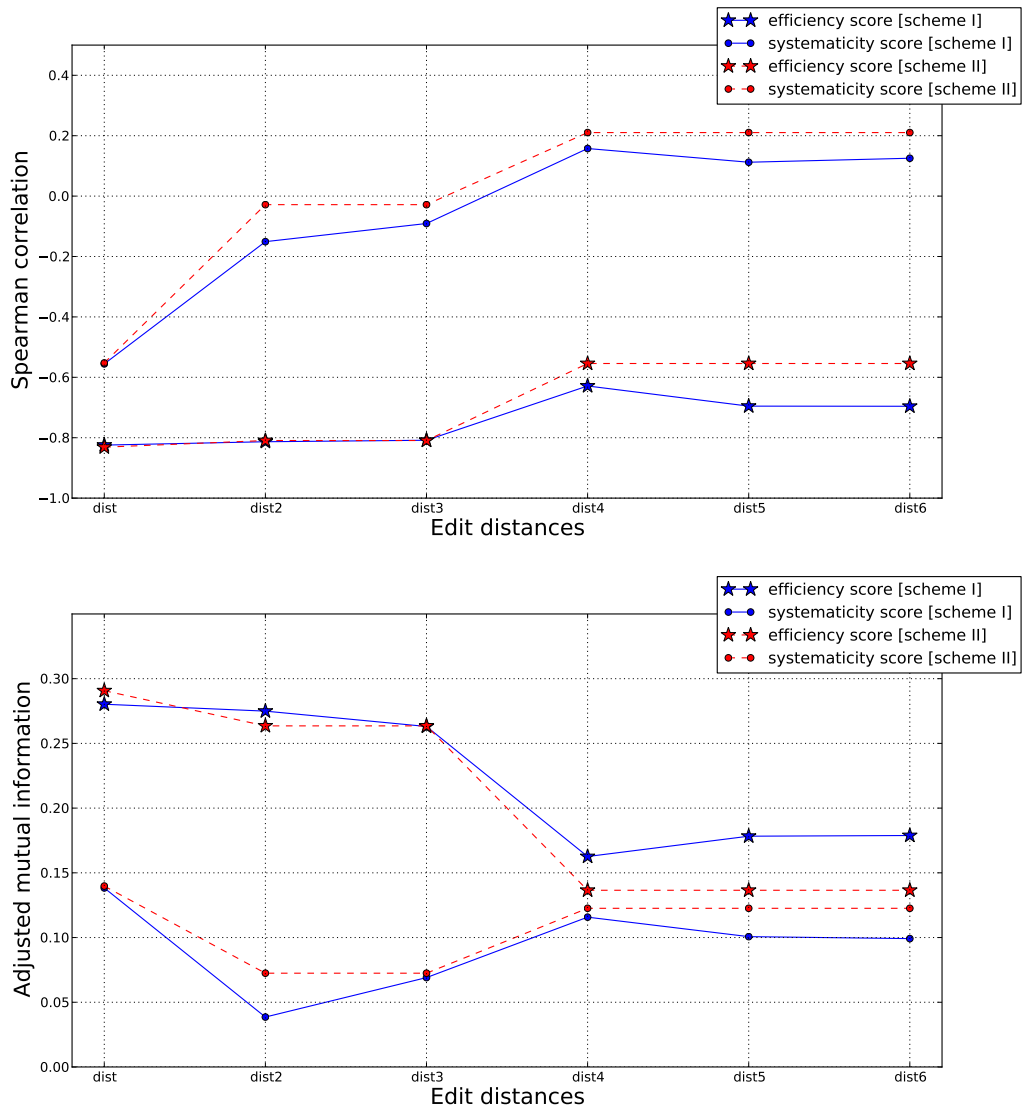 efficiency score [scheme I]
systematicity score [scheme I]
efficiency score [scheme II]
systematicity score [scheme II]
Spearman correlation
0.4
0.2
0.0
−0.2
−0.4
−0.6
−0.8
−1.0
dist dist2 dist3 dist4 dist5 dist6
Edit distances
efficiency score [scheme I]
systematicity score [scheme I]
efficiency score [scheme II]
systematicity score [scheme II]
Adjusted mutual information
0.30
0.25
0.20
0.15
0.10
0.05
0.00
dist dist2 dist3 dist4 dist5 dist6
Edit distances